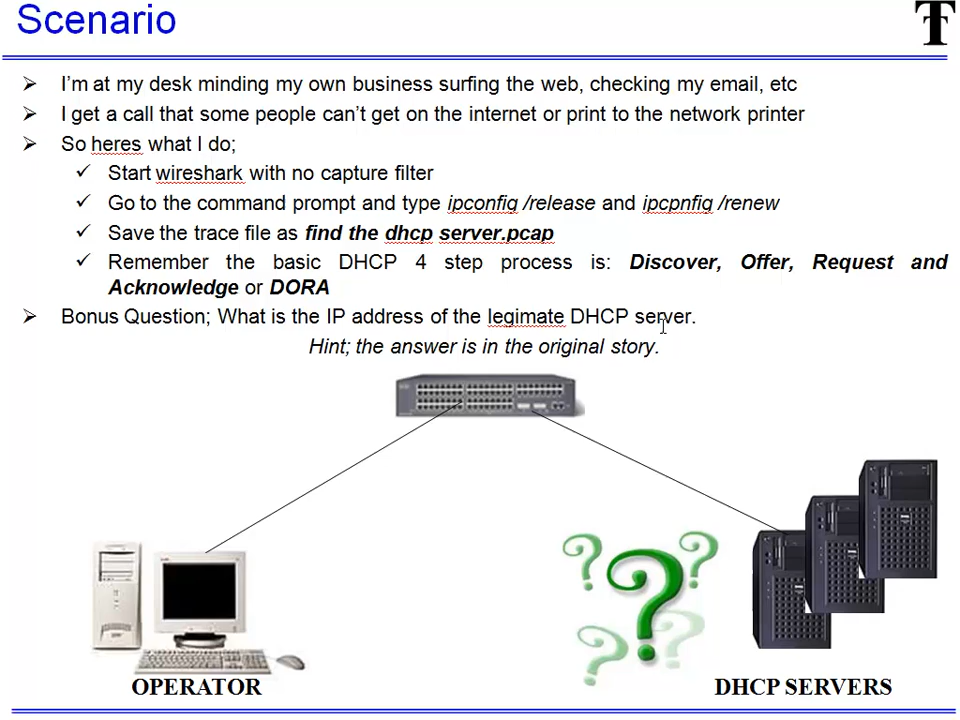 Scenario
I'm at my desk minding my own business surfing the web, checking my email, etc
I get a call that some people can't get on the internet or print to the network printer
So heres what I do;
Start wireshark with no capture filter
Go to the command prompt and type ipconfig /release and ipcpnfig /renew
Save the trace file as find the dhcp server.pcap
Remember the basic DHCP 4 step process is: Discover, Offer, Request and
Acknowledge or DORA
Bonus Question; What is the IP address of the legimate DHCP server.
Hint; the answer is in the original story.
OPERATOR
DHCP SERVERS